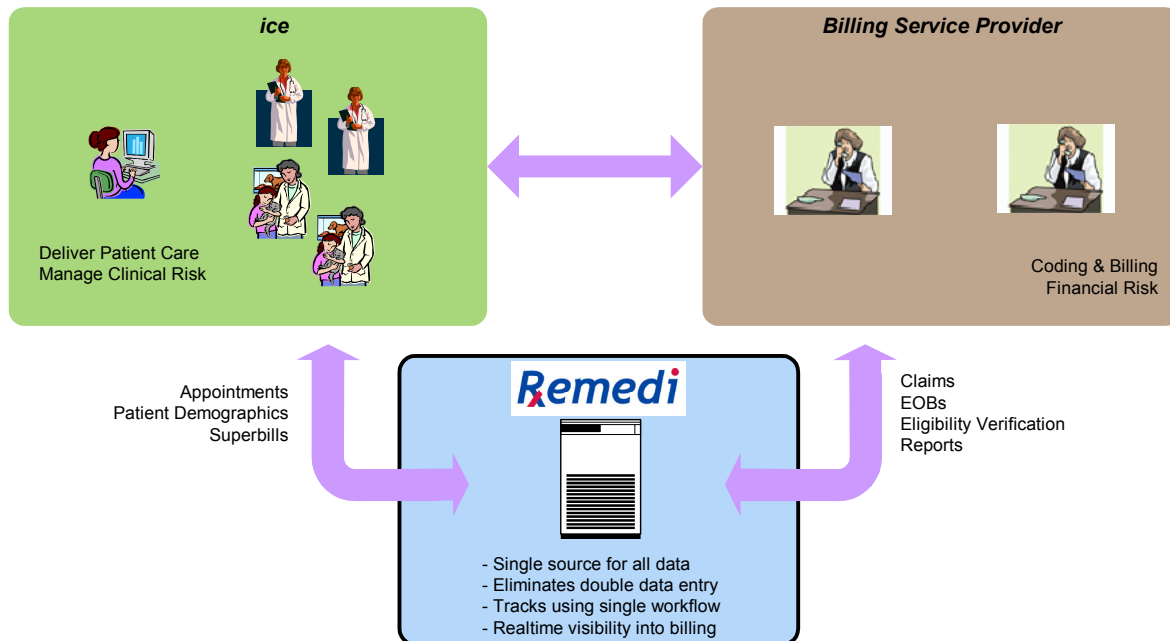 ice
Deliver Patient Care
Manage Clinical Risk
Billing Service Provider
Coding & Billing
Financial Risk
Appointments
Patient Demographics
Superbills
Remedi
- Single source for all data
- Eliminates double data entry
- Tracks using single workflow
- Realtime visibility into billing
Claims
EOBs
Eligibility Verification
Reports